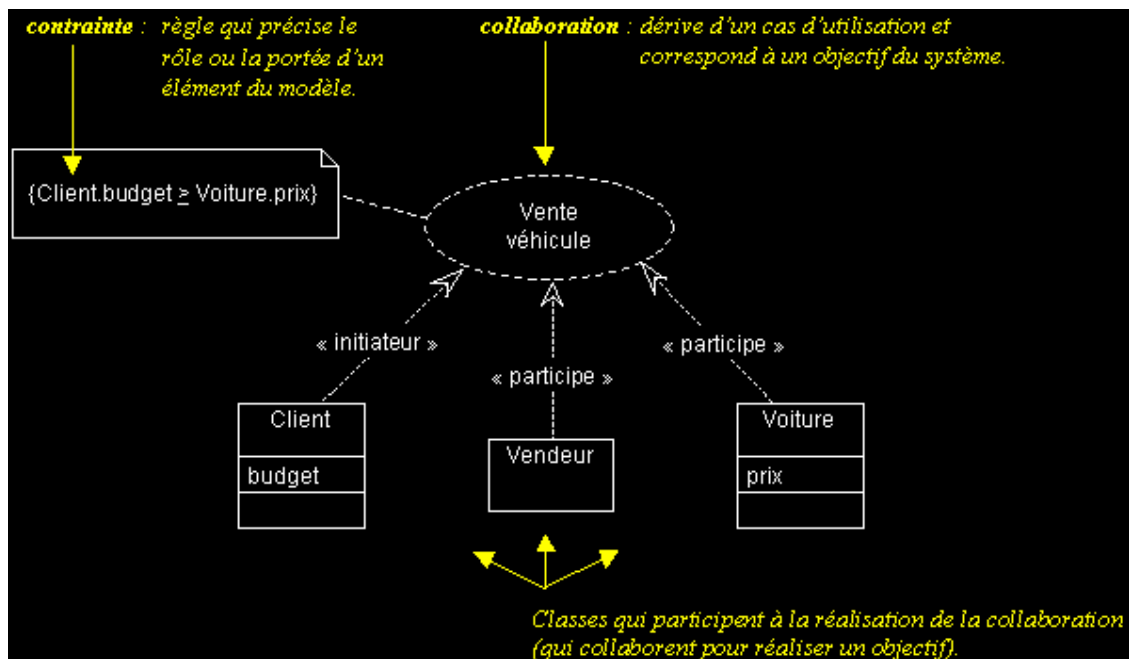 contrainte : règle qui précise le
rôle ou la portée d'un
élément du modèle.
collaboration : dérive d'un cas d'utilisation et
correspond à un objectif du système.
{Client.budget ≥ Voiture.prix}
Vente
véhicule
« initiateur »
« participe »
« participe »
Client
budget
Vendeur
Voiture
prix
Classes qui participent à la réalisation de la collaboration
(qui collaborent pour réaliser un objectif).